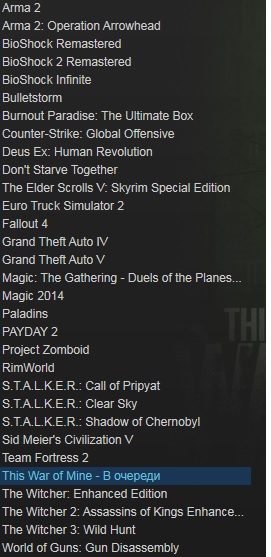 Arma 2
Arma 2: Operation Arrowhead
BioShock Remastered
BioShock 2 Remastered
BioShock Infinite
Bulletstorm
Burnout Paradise: The Ultimate Box
Counter-Strike: Global Offensive
Deus Ex: Human Revolution
Don't Starve Together
The Elder Scrolls V: Skyrim Special Edition
Euro Truck Simulator 2
Fallout 4
Grand Theft Auto IV
Grand Theft Auto V
Magic: The Gathering - Duels of the Planes...
Magic 2014
Paladins
PAYDAY 2
Project Zomboid
RimWorld
S.T.A.L.K.E.R.: Call of Pripyat
S.T.A.L.K.E.R.: Clear Sky
S.T.A.L.K.E.R.: Shadow of Chernobyl
Sid Meier's Civilization V
Team Fortress 2
This War of Mine - В очереди
The Witcher: Enhanced Edition
The Witcher 2: Assassins of Kings Enhance...
The Witcher 3: Wild Hunt
World of Guns: Gun Disassembly